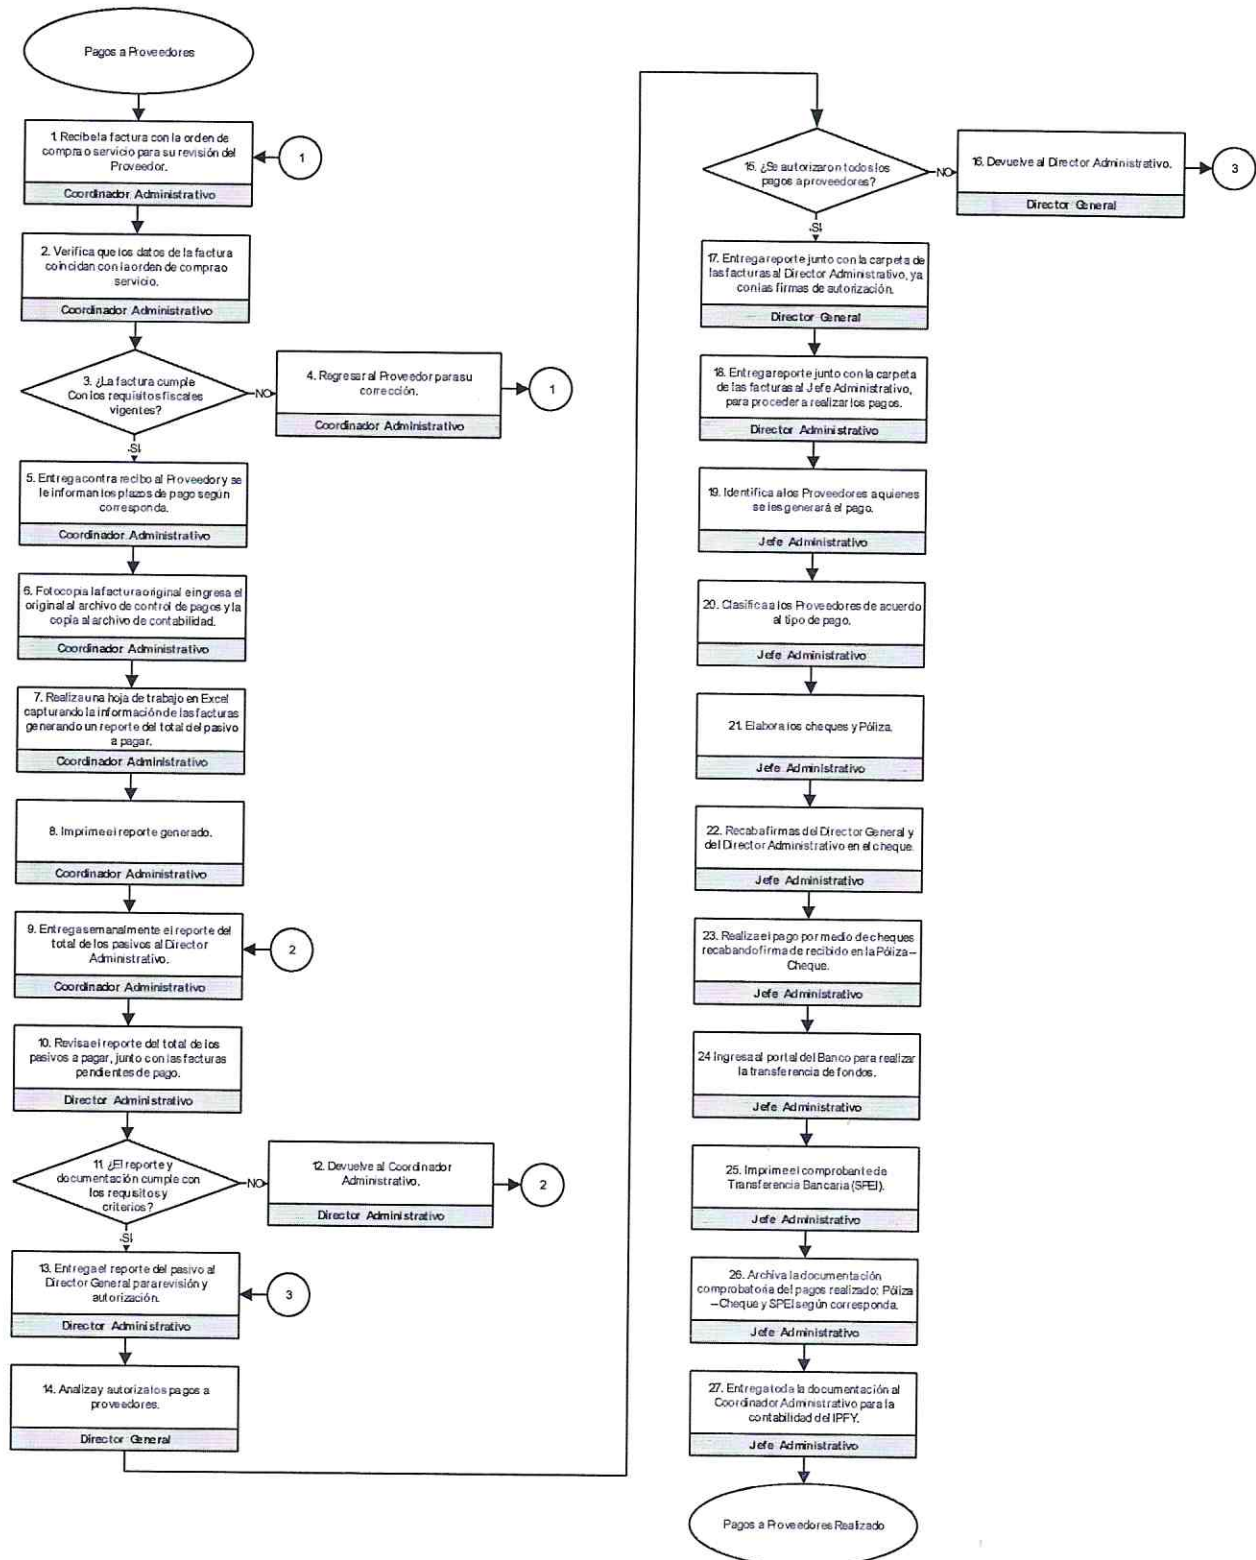 Pagos a Proveedores
1. Recibe la factura con la orden de
compra o servicio para su revisión del
Proveedor.
Coordinador Administrativo
1
2. Verifica que los datos de la factura
coincidan con la orden de compra o
servicio.
Coordinador Administrativo
3. ¿La factura cumple
Con los requisitos fiscales
vigentes?
NO
4. Regresar al Proveedor para su
corrección.
Coordinador Administrativo
1
SI
5. Entrega contra recibo al Proveedor y se
le informan los plazos de pago según
corresponda.
Coordinador Administrativo
6. Fotocopia la factura original e ingresa el
original al archivo de control de pagos y la
copia al archivo de contabilidad.
Coordinador Administrativo
7. Realiza una hoja de trabajo en Excel
capturando la información de las facturas
generando un reporte del total del pasivo
a pagar.
Coordinador Administrativo
8. Imprime el reporte generado.
Coordinador Administrativo
9. Entrega semanalmente el reporte del
total de los pasivos al Director
Administrativo.
Coordinador Administrativo
2
10. Revisa el reporte del total de los
pasivos a pagar, junto con las facturas
pendientes de pago.
Director Administrativo
11. ¿El reporte y
documentación cumple con
los requisitos y
criterios?
NO
12. Devuelve al Coordinador
Administrativo.
Director Administrativo
2
SI
13. Entrega el reporte del pasivo al
Director General para revisión y
autorización.
Director Administrativo
3
14. Analiza y autoriza los pagos a
proveedores.
Director General
15. ¿Se autorizaron todos los
pagos a proveedores?
NO
16. Devuelve al Director Administrativo.
Director General
3
SI
17. Entrega reporte junto con la carpeta de
las facturas al Director Administrativo, ya
con las firmas de autorización.
Director General
18. Entrega reporte junto con la carpeta
de las facturas al Jefe Administrativo,
para proceder a realizar los pagos.
Director Administrativo
19. Identifica a los Proveedores a quienes
se les generará el pago.
Jefe Administrativo
20. Clasifica a los Proveedores de acuerdo
al tipo de pago.
Jefe Administrativo
21. Elabora los cheques y Póliza.
Jefe Administrativo
22. Recaba firmas del Director General y
del Director Administrativo en el cheque.
Jefe Administrativo
23. Realiza el pago por medio de cheques
recabando firma de recibido en la Póliza –
Cheque.
Jefe Administrativo
24 Ingresa al portal del Banco para realizar
la transferencia de fondos.
Jefe Administrativo
25. Imprime el comprobante de
Transferencia Bancaria (SPEI).
Jefe Administrativo
26. Archiva la documentación
comprobatoria del pagos realizado: Póliza
– Cheque y SPEI según corresponda.
Jefe Administrativo
27. Entrega toda la documentación al
Coordinador Administrativo para la
contabilidad del IPFY.
Jefe Administrativo
Pagos a Proveedores Realizado